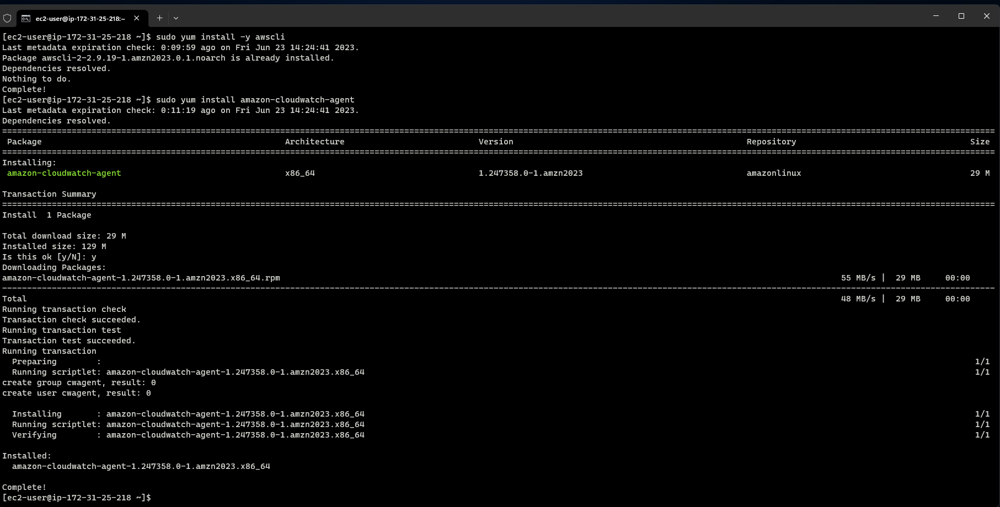 ec2-user@ip-172-31-25-218:~
[ec2-user@ip-172-31-25-218 ~]$ sudo yum install -y awscli
Last metadata expiration check: 0:09:59 ago on Fri Jun 23 14:24:41 2023.
Package awscli-2-2.9.19-1.amzn2023.0.1.noarch is already installed.
Dependencies resolved.
Nothing to do.
Complete!
[ec2-user@ip-172-31-25-218 ~]$ sudo yum install amazon-cloudwatch-agent
Last metadata expiration check: 0:11:19 ago on Fri Jun 23 14:24:41 2023.
Dependencies resolved.
Package Architecture Version Repository Size
Installing:
amazon-cloudwatch-agent x86_64 1.247358.0-1.amzn2023 amazonlinux 29 M
Transaction Summary
Install 1 Package
Total download size: 29 M
Installed size: 129 M
Is this ok [y/N]: y
Downloading Packages:
amazon-cloudwatch-agent-1.247358.0-1.amzn2023.x86_64.rpm 55 MB/s | 29 MB 00:00
Total 48 MB/s | 29 MB 00:00
Running transaction check
Transaction check succeeded.
Running transaction test
Transaction test succeeded.
Running transaction
Preparing : 1/1
Running scriptlet: amazon-cloudwatch-agent-1.247358.0-1.amzn2023.x86_64 1/1
create group cwagent, result: 0
create user cwagent, result: 0
Installing : amazon-cloudwatch-agent-1.247358.0-1.amzn2023.x86_64 1/1
Running scriptlet: amazon-cloudwatch-agent-1.247358.0-1.amzn2023.x86_64 1/1
Verifying : amazon-cloudwatch-agent-1.247358.0-1.amzn2023.x86_64 1/1
Installed:
amazon-cloudwatch-agent-1.247358.0-1.amzn2023.x86_64
Complete!
[ec2-user@ip-172-31-25-218 ~]$